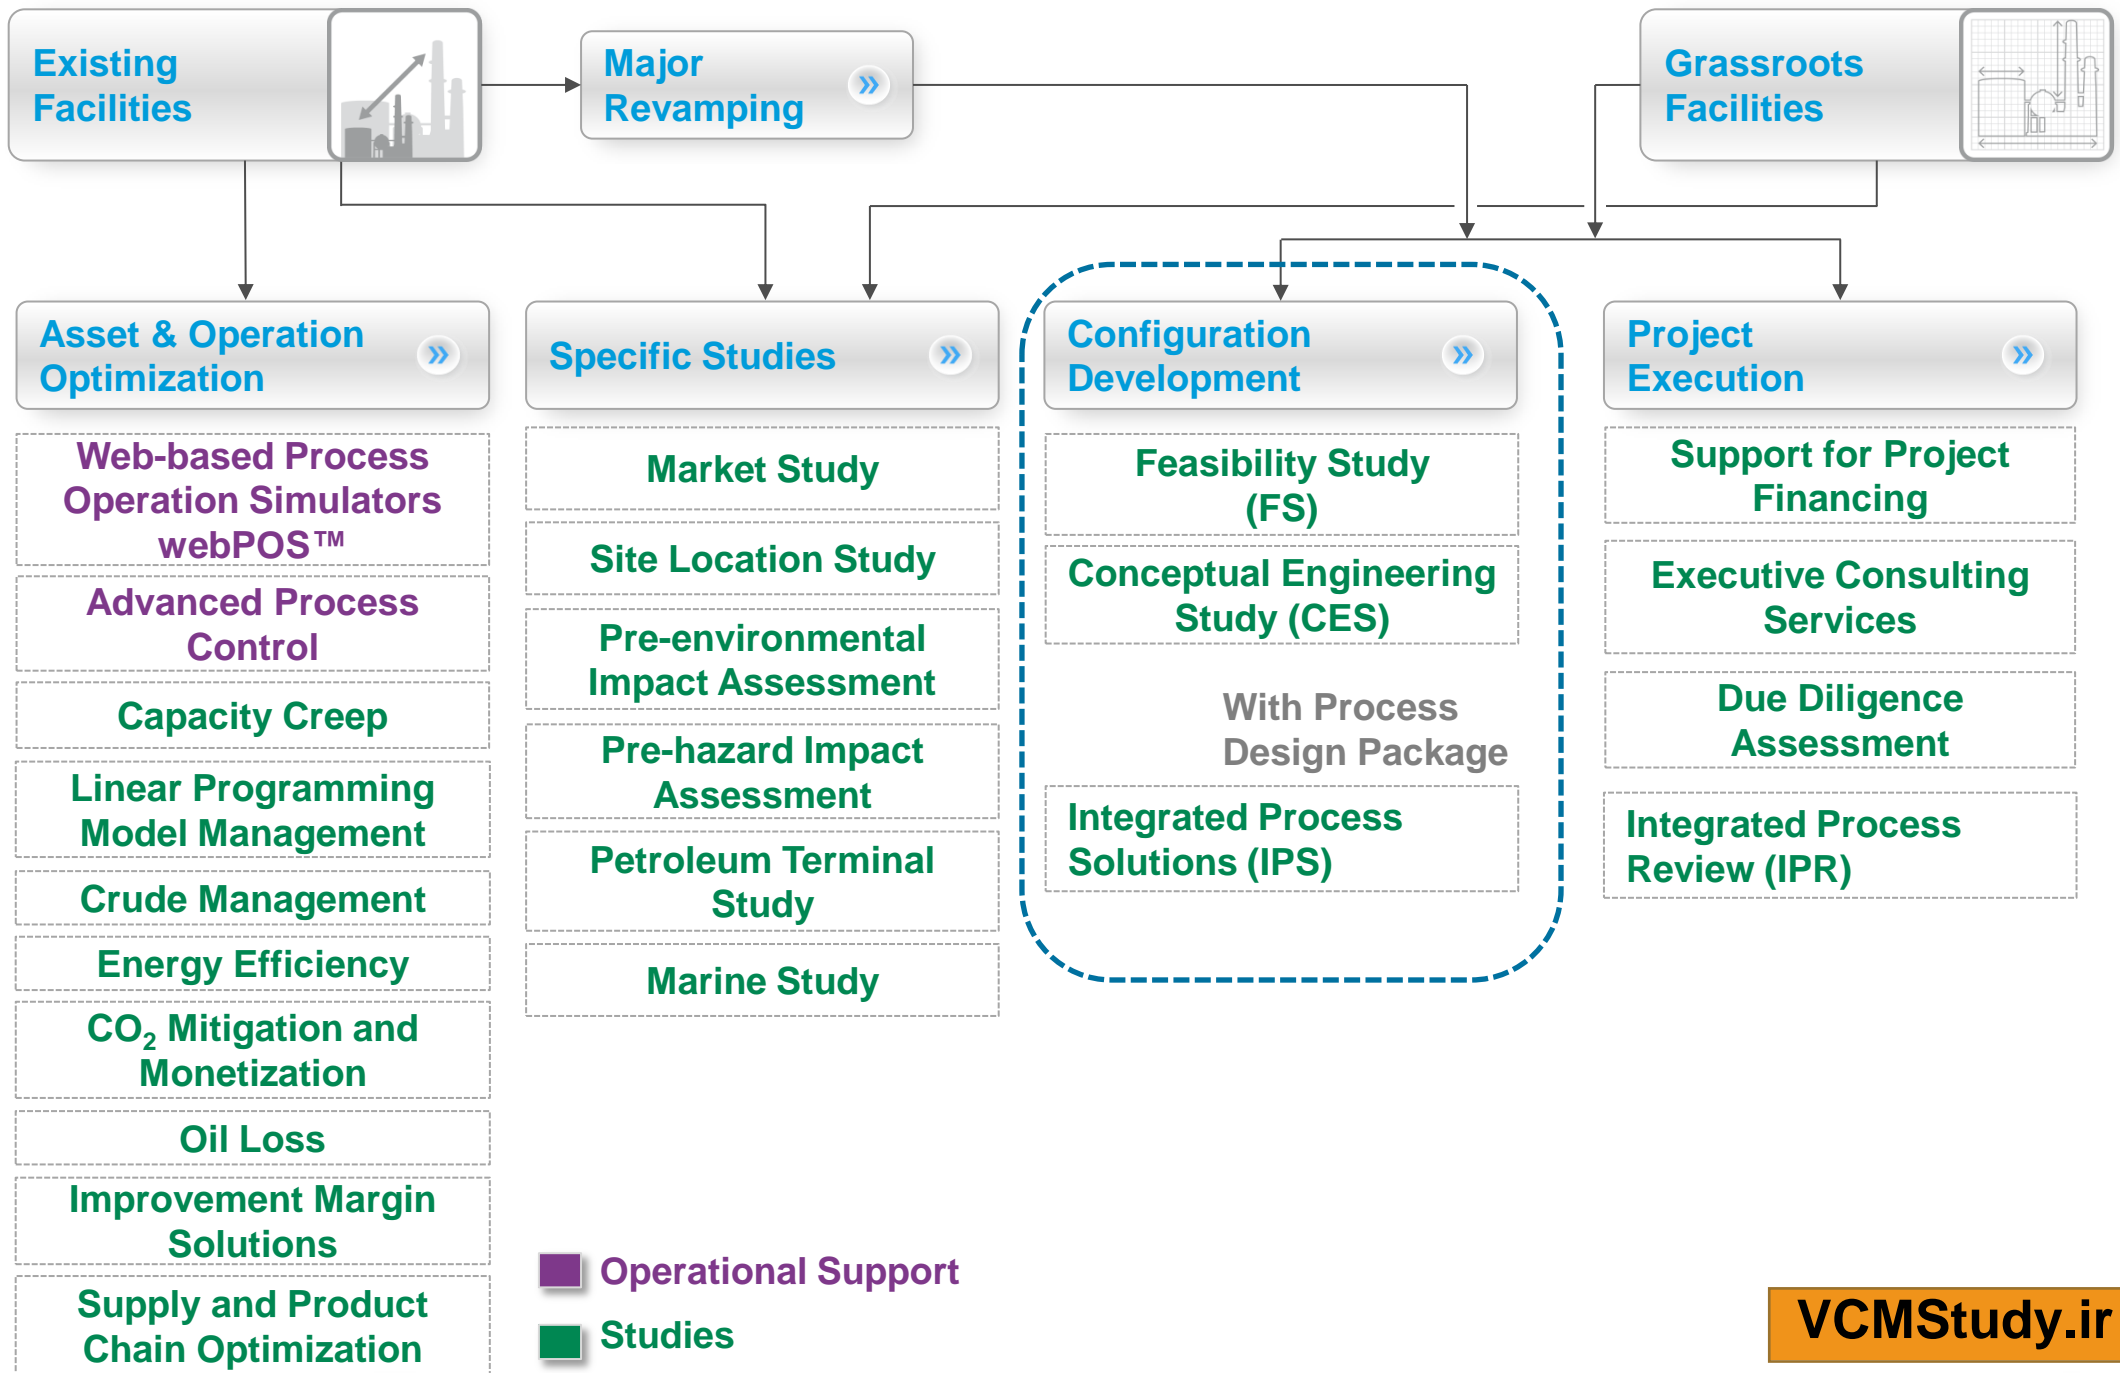 Existing
Facilities
Major
Revamping
Grassroots
Facilities
Asset & Operation
Optimization
Specific Studies
Configuration
Development
Project
Execution
Web-based Process
Operation Simulators
webPOS™
Advanced Process
Control
Capacity Creep
Linear Programming
Model Management
Crude Management
Energy Efficiency
CO₂ Mitigation and
Monetization
Oil Loss
Improvement Margin
Solutions
Supply and Product
Chain Optimization
Market Study
Site Location Study
Pre-environmental
Impact Assessment
Pre-hazard Impact
Assessment
Petroleum Terminal
Study
Marine Study
Feasibility Study
(FS)
Conceptual Engineering
Study (CES)
With Process
Design Package
Integrated Process
Solutions (IPS)
Support for Project
Financing
Executive Consulting
Services
Due Diligence
Assessment
Integrated Process
Review (IPR)
Operational Support
Studies
VCMStudy.ir